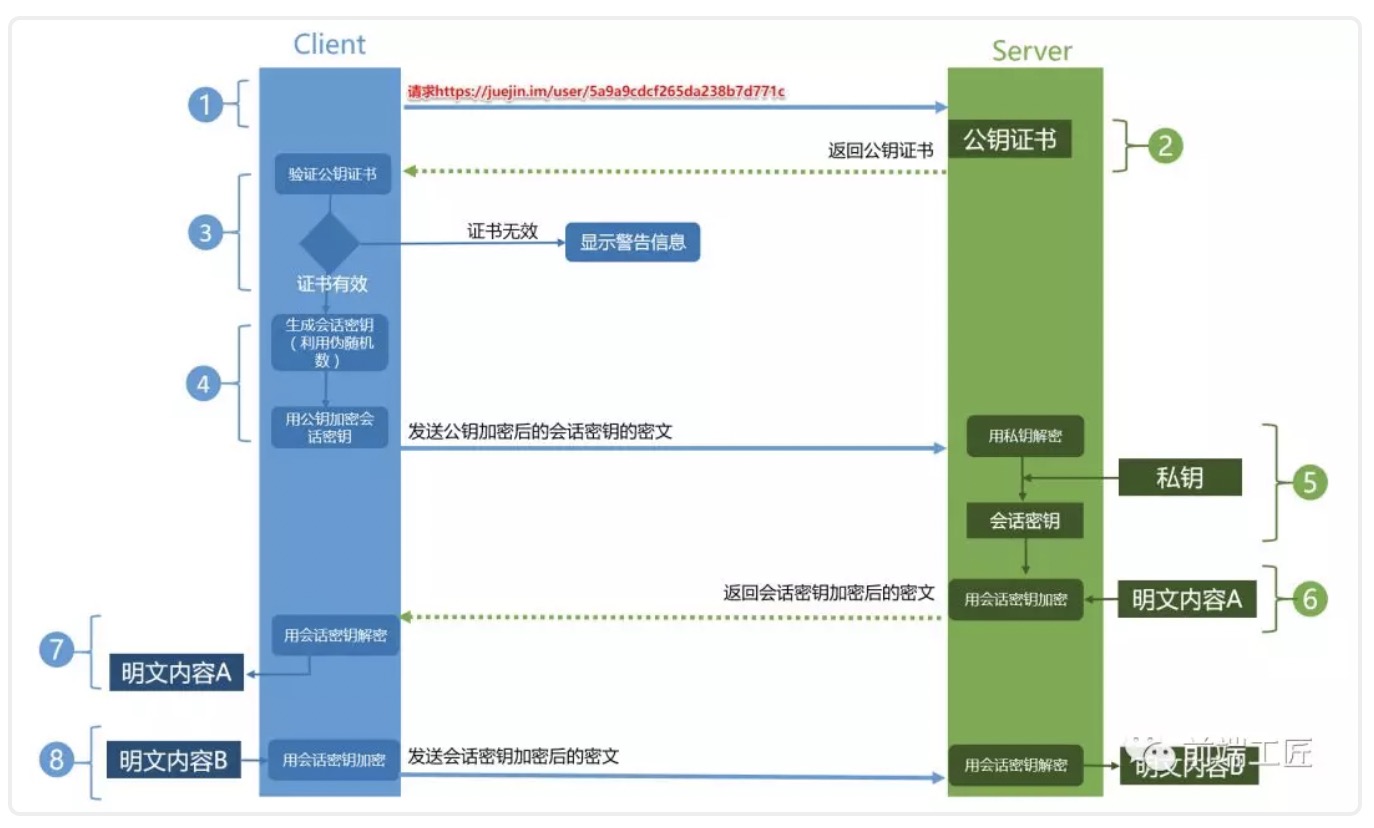 Client
Server
1
请求https://juejin.im/user/5a9a9cdcf265da238b7d771c
公钥证书
2
返回公钥证书
验证公钥证书
3
证书无效
显示警告信息
证书有效
生成会话密钥
（利用伪随机
数）
4
用公钥加密会
话密钥
发送公钥加密后的会话密钥的密文
用私钥解密
私钥
5
会话密钥
返回会话密钥加密后的密文
用会话密钥加密
明文内容A
6
7
用会话密钥解密
明文内容A
8
明文内容B
用会话密钥加密
发送会话密钥加密后的密文
用会话密钥解密
明文内容B
前端工匠